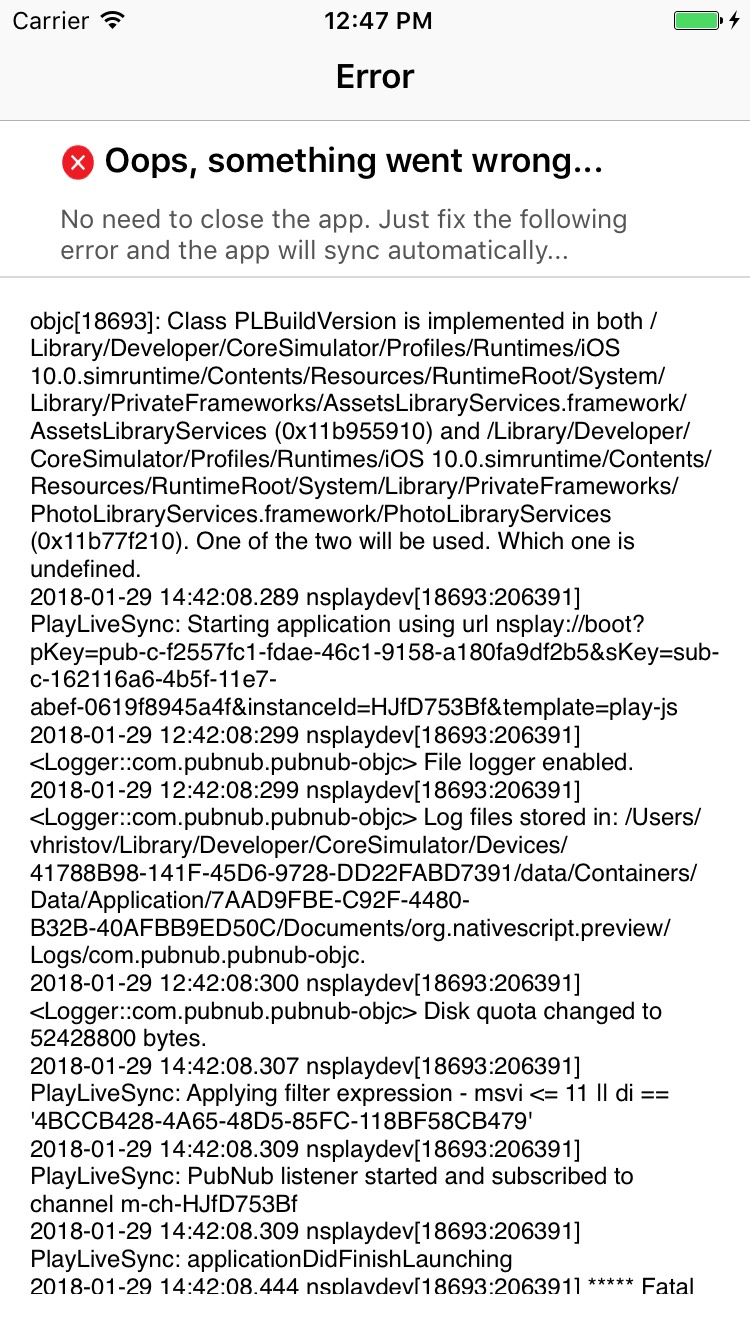 Carrier 12:47 PM
Error
Oops, something went wrong...
No need to close the app. Just fix the following
error and the app will sync automatically...
objc[18693]: Class PLBuildVersion is implemented in both /
Library/Developer/CoreSimulator/Profiles/Runtimes/iOS
10.0.simruntime/Contents/Resources/RuntimeRoot/System/
Library/PrivateFrameworks/AssetsLibraryServices.framework/
AssetsLibraryServices (0x11b955910) and /Library/Developer/
CoreSimulator/Profiles/Runtimes/iOS 10.0.simruntime/Contents/
Resources/RuntimeRoot/System/Library/PrivateFrameworks/
PhotoLibraryServices.framework/PhotoLibraryServices
(0x11b77f210). One of the two will be used. Which one is
undefined.
2018-01-29 14:42:08.289 nsplaydev[18693:206391]
PlayLiveSync: Starting application using url nsplay://boot?
pKey=pub-c-f2557fc1-fdae-46c1-9158-a180fa9df2b5&sKey=sub-
c-162116a6-4b5f-11e7-
abef-0619f8945a4f&instanceId=HJfD753Bf&template=play-js
2018-01-29 12:42:08:299 nsplaydev[18693:206391]
<Logger::com.pubnub.pubnub-objc> File logger enabled.
2018-01-29 12:42:08:299 nsplaydev[18693:206391]
<Logger::com.pubnub.pubnub-objc> Log files stored in: /Users/
vhristov/Library/Developer/CoreSimulator/Devices/
41788B98-141F-45D6-9728-DD22FABD7391/data/Containers/
Data/Application/7AAD9FBE-C92F-4480-
B32B-40AFBB9ED50C/Documents/org.nativescript.preview/
Logs/com.pubnub.pubnub-objc.
2018-01-29 12:42:08:300 nsplaydev[18693:206391]
<Logger::com.pubnub.pubnub-objc> Disk quota changed to
52428800 bytes.
2018-01-29 14:42:08.307 nsplaydev[18693:206391]
PlayLiveSync: Applying filter expression - msvi <= 11 || di ==
'4BCCB428-4A65-48D5-85FC-118BF58CB479'
2018-01-29 14:42:08.309 nsplaydev[18693:206391]
PlayLiveSync: PubNub listener started and subscribed to
channel m-ch-HJfD753Bf
2018-01-29 14:42:08.309 nsplaydev[18693:206391]
PlayLiveSync: applicationDidFinishLaunching
2018-01-29 14:42:08.444 nsplaydev[18693:206391] ***** Fatal